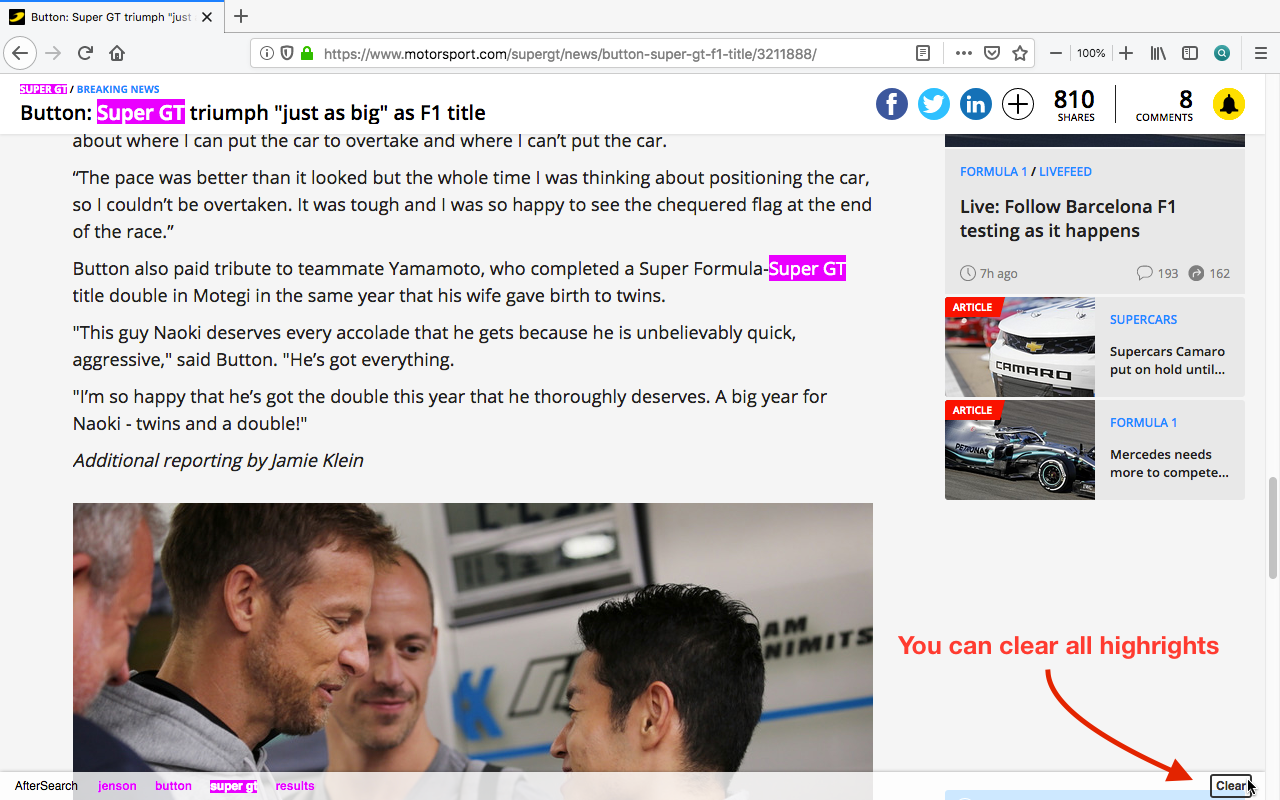 Button: Super GT triumph "just
https://www.motorsport.com/supergt/news/button-super-gt-f1-title/3211888/
100%
SUPER GT / BREAKING NEWS
Button: Super GT triumph "just as big" as F1 title
810
SHARES
8
COMMENTS
about where I can put the car to overtake and where I can’t put the car.
“The pace was better than it looked but the whole time I was thinking about positioning the car,
so I couldn’t be overtaken. It was tough and I was so happy to see the chequered flag at the end
of the race.”
Button also paid tribute to teammate Yamamoto, who completed a Super Formula-Super GT
title double in Motegi in the same year that his wife gave birth to twins.
"This guy Naoki deserves every accolade that he gets because he is unbelievably quick,
aggressive," said Button. "He’s got everything.
"I’m so happy that he’s got the double this year that he thoroughly deserves. A big year for
Naoki - twins and a double!"
Additional reporting by Jamie Klein
FORMULA 1 / LIVEFEED
Live: Follow Barcelona F1
testing as it happens
7h ago
193
162
ARTICLE
CAMARO
SUPERCARS
Supercars Camaro
put on hold until...
ARTICLE
PETRONAS
FORMULA 1
Mercedes needs
more to compete...
AM
NIMITS
You can clear all highrights
AfterSearch jenson button super gt results
Clear